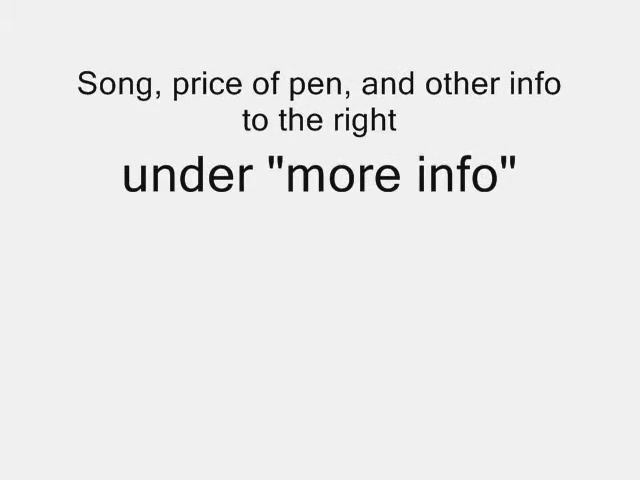 Song, price of pen, and other info
to the right
under "more info"